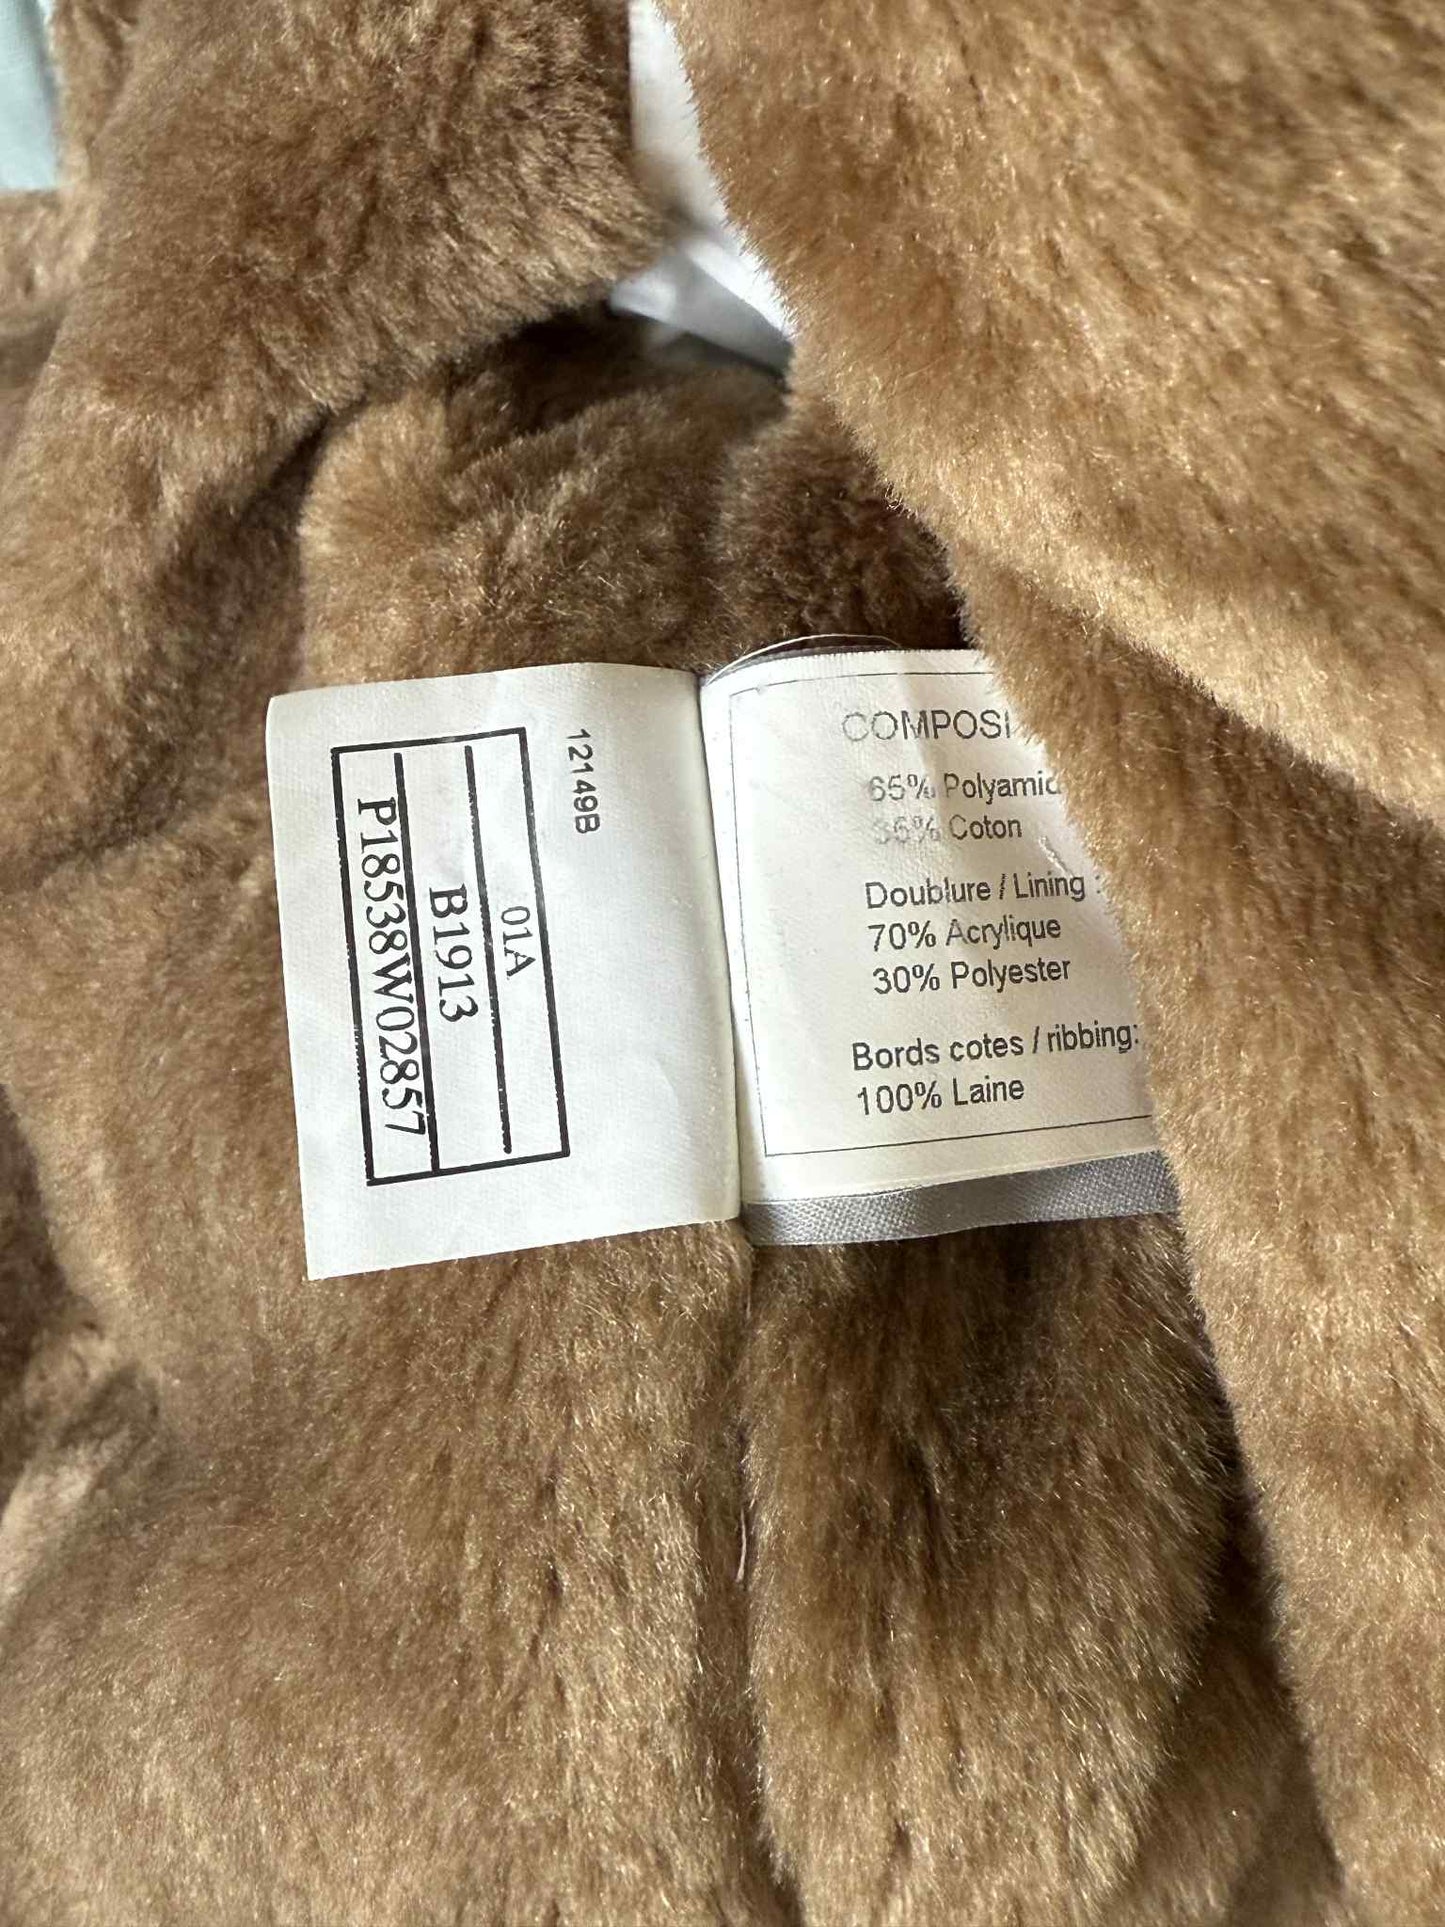 12149B
01A
B1913
P18538W02857
COMPOSI
65% Polyamid
35% Coton
Doublure / Lining :
70% Acrylique
30% Polyester
Bords cotes / ribbing:
100% Laine